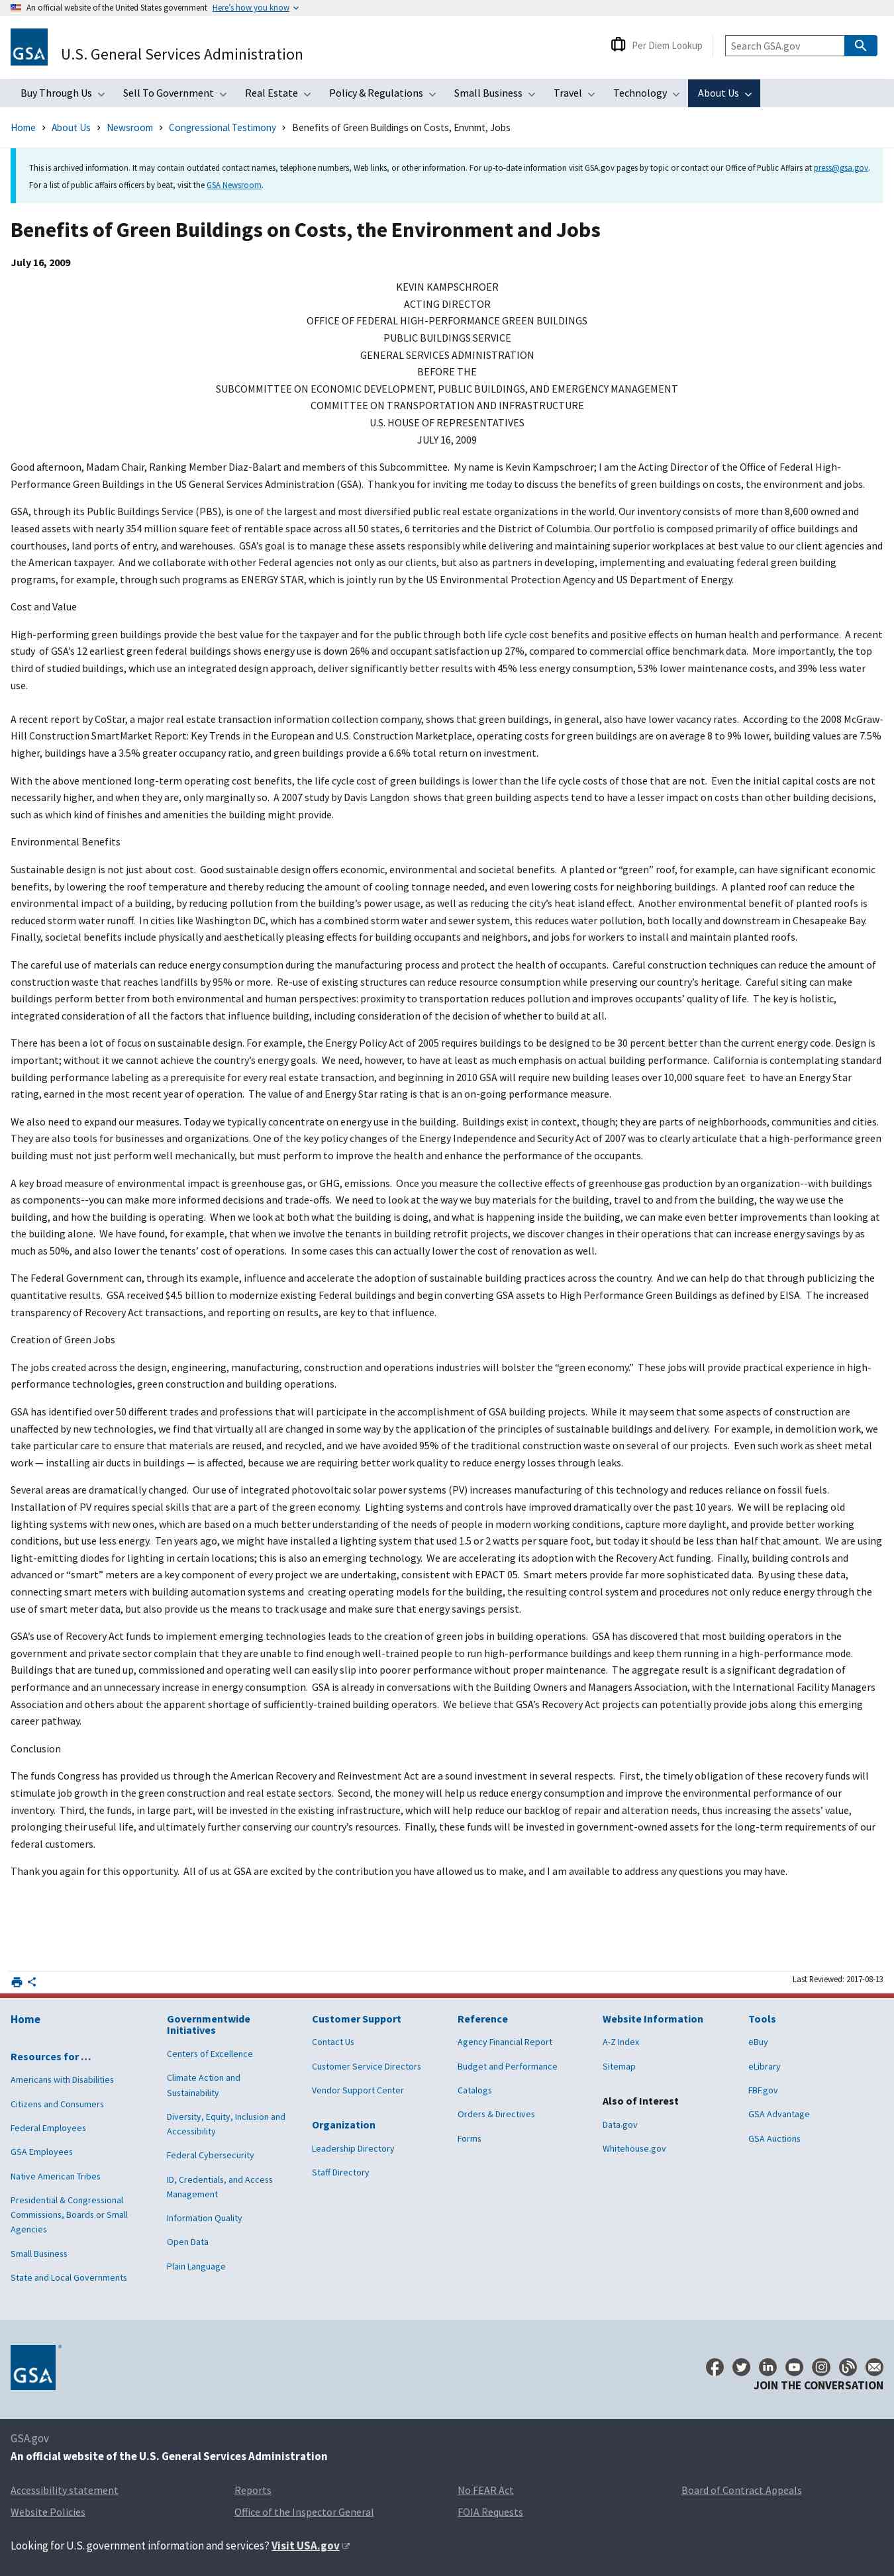 An official website of the United States government Here's how you know
GSA
U.S. General Services Administration
Per Diem Lookup
Search GSA.gov
Buy Through Us Sell To Government Real Estate Policy & Regulations Small Business Travel Technology About Us
Home > About Us > Newsroom > Congressional Testimony > Benefits of Green Buildings on Costs, Envnmt, Jobs
This is archived information. It may contain outdated contact names, telephone numbers, Web links, or other information. For up-to-date information visit GSA.gov pages by topic or contact our Office of Public Affairs at press@gsa.gov.
For a list of public affairs officers by beat, visit the GSA Newsroom.
Benefits of Green Buildings on Costs, the Environment and Jobs
July 16, 2009
KEVIN KAMPSCHROER
ACTING DIRECTOR
OFFICE OF FEDERAL HIGH-PERFORMANCE GREEN BUILDINGS
PUBLIC BUILDINGS SERVICE
GENERAL SERVICES ADMINISTRATION
BEFORE THE
SUBCOMMITTEE ON ECONOMIC DEVELOPMENT, PUBLIC BUILDINGS, AND EMERGENCY MANAGEMENT
COMMITTEE ON TRANSPORTATION AND INFRASTRUCTURE
U.S. HOUSE OF REPRESENTATIVES
JULY 16, 2009
Good afternoon, Madam Chair, Ranking Member Diaz-Balart and members of this Subcommittee. My name is Kevin Kampschroer; I am the Acting Director of the Office of Federal High-
Performance Green Buildings in the US General Services Administration (GSA). Thank you for inviting me today to discuss the benefits of green buildings on costs, the environment and jobs.
GSA, through its Public Buildings Service (PBS), is one of the largest and most diversified public real estate organizations in the world. Our inventory consists of more than 8,600 owned and
leased assets with nearly 354 million square feet of rentable space across all 50 states, 6 territories and the District of Columbia. Our portfolio is composed primarily of office buildings and
courthouses, land ports of entry, and warehouses. GSA's goal is to manage these assets responsibly while delivering and maintaining superior workplaces at best value to our client agencies and
the American taxpayer. And we collaborate with other Federal agencies not only as our clients, but also as partners in developing, implementing and evaluating federal green building
programs, for example, through such programs as ENERGY STAR, which is jointly run by the US Environmental Protection Agency and US Department of Energy.
Cost and Value
High-performing green buildings provide the best value for the taxpayer and for the public through both life cycle cost benefits and positive effects on human health and performance. A recent
study of GSA's 12 earliest green federal buildings shows energy use is down 26% and occupant satisfaction up 27%, compared to commercial office benchmark data. More importantly, the top
third of studied buildings, which use an integrated design approach, deliver significantly better results with 45% less energy consumption, 53% lower maintenance costs, and 39% less water
use.
A recent report by CoStar, a major real estate transaction information collection company, shows that green buildings, in general, also have lower vacancy rates. According to the 2008 McGraw-
Hill Construction SmartMarket Report: Key Trends in the European and U.S. Construction Marketplace, operating costs for green buildings are on average 8 to 9% lower, building values are 7.5%
higher, buildings have a 3.5% greater occupancy ratio, and green buildings provide a 6.6% total return on investment.
With the above mentioned long-term operating cost benefits, the life cycle cost of green buildings is lower than the life cycle costs of those that are not. Even the initial capital costs are not
necessarily higher, and when they are, only marginally so. A 2007 study by Davis Langdon shows that green building aspects tend to have a lesser impact on costs than other building decisions,
such as which kind of finishes and amenities the building might provide.
Environmental Benefits
Sustainable design is not just about cost. Good sustainable design offers economic, environmental and societal benefits. A planted or “green” roof, for example, can have significant economic
benefits, by lowering the roof temperature and thereby reducing the amount of cooling tonnage needed, and even lowering costs for neighboring buildings. A planted roof can reduce the
environmental impact of a building, by reducing pollution from the building's power usage, as well as reducing the city's heat island effect. Another environmental benefit of planted roofs is
reduced storm water runoff. In cities like Washington DC, which has a combined storm water and sewer system, this reduces water pollution, both locally and downstream in Chesapeake Bay.
Finally, societal benefits include physically and aesthetically pleasing effects for building occupants and neighbors, and jobs for workers to install and maintain planted roofs.
The careful use of materials can reduce energy consumption during the manufacturing process and protect the health of occupants. Careful construction techniques can reduce the amount of
construction waste that reaches landfills by 95% or more. Re-use of existing structures can reduce resource consumption while preserving our country's heritage. Careful siting can make
buildings perform better from both environmental and human perspectives: proximity to transportation reduces pollution and improves occupants' quality of life. The key is holistic,
integrated consideration of all the factors that influence building, including consideration of the decision of whether to build at all.
There has been a lot of focus on sustainable design. For example, the Energy Policy Act of 2005 requires buildings to be designed to be 30 percent better than the current energy code. Design is
important; without it we cannot achieve the country's energy goals. We need, however, to have at least as much emphasis on actual building performance. California is contemplating standard
building performance labeling as a prerequisite for every real estate transaction, and beginning in 2010 GSA will require new building leases over 10,000 square feet to have an Energy Star
rating, earned in the most recent year of operation. The value of and Energy Star rating is that is an on-going performance measure.
We also need to expand our measures. Today we typically concentrate on energy use in the building. Buildings exist in context, though; they are parts of neighborhoods, communities and cities.
They are also tools for businesses and organizations. One of the key policy changes of the Energy Independence and Security Act of 2007 was to clearly articulate that a high-performance green
building must not just perform well mechanically, but must perform to improve the health and enhance the performance of the occupants.
A key broad measure of environmental impact is greenhouse gas, or GHG, emissions. Once you measure the collective effects of greenhouse gas production by an organization--with buildings
as components--you can make more informed decisions and trade-offs. We need to look at the way we buy materials for the building, travel to and from the building, the way we use the
building, and how the building is operating. When we look at both what the building is doing, and what is happening inside the building, we can make even better improvements than looking at
the building alone. We have found, for example, that when we involve the tenants in building retrofit projects, we discover changes in their operations that can increase energy savings by as
much as 50%, and also lower the tenants' cost of operations. In some cases this can actually lower the cost of renovation as well.
The Federal Government can, through its example, influence and accelerate the adoption of sustainable building practices across the country. And we can help do that through publicizing the
quantitative results. GSA received $4.5 billion to modernize existing Federal buildings and begin converting GSA assets to High Performance Green Buildings as defined by EISA. The increased
transparency of Recovery Act transactions, and reporting on results, are key to that influence.
Creation of Green Jobs
The jobs created across the design, engineering, manufacturing, construction and operations industries will bolster the “green economy.” These jobs will provide practical experience in high-
performance technologies, green construction and building operations.
GSA has identified over 50 different trades and professions that will participate in the accomplishment of GSA building projects. While it may seem that some aspects of construction are
unaffected by new technologies, we find that virtually all are changed in some way by the application of the principles of sustainable buildings and delivery. For example, in demolition work, we
take particular care to ensure that materials are reused, and recycled, and we have avoided 95% of the traditional construction waste on several of our projects. Even such work as sheet metal
work — installing air ducts in buildings — is affected, because we are requiring better work quality to reduce energy losses through leaks.
Several areas are dramatically changed. Our use of integrated photovoltaic solar power systems (PV) increases manufacturing of this technology and reduces reliance on fossil fuels.
Installation of PV requires special skills that are a part of the green economy. Lighting systems and controls have improved dramatically over the past 10 years. We will be replacing old
lighting systems with new ones, which are based on a much better understanding of the needs of people in modern working conditions, capture more daylight, and provide better working
conditions, but use less energy. Ten years ago, we might have installed a lighting system that used 1.5 or 2 watts per square foot, but today it should be less than half that amount. We are using
light-emitting diodes for lighting in certain locations; this is also an emerging technology. We are accelerating its adoption with the Recovery Act funding. Finally, building controls and
advanced or “smart” meters are a key component of every project we are undertaking, consistent with EPACT 05. Smart meters provide far more sophisticated data. By using these data,
connecting smart meters with building automation systems and creating operating models for the building, the resulting control system and procedures not only reduce energy through the
use of smart meter data, but also provide us the means to track usage and make sure that energy savings persist.
GSA's use of Recovery Act funds to implement emerging technologies leads to the creation of green jobs in building operations. GSA has discovered that most building operators in the
government and private sector complain that they are unable to find enough well-trained people to run high-performance buildings and keep them running in a high-performance mode.
Buildings that are tuned up, commissioned and operating well can easily slip into poorer performance without proper maintenance. The aggregate result is a significant diminution of
performance and an unnecessary increase in energy consumption. GSA is already in conversations with the Building Owners and Managers Association, with the International Facility Managers
Association and others about the apparent shortage of sufficiently-trained building operators. We believe that GSA's Recovery Act projects can potentially provide jobs along this emerging
career pathway.
Conclusion
The funds Congress has provided us through the American Recovery and Reinvestment Act are a sound investment in several respects. First, the timely obligation of these recovery funds will
stimulate job growth in the green construction and real estate sectors. Second, the money will help us reduce energy consumption and improve the environmental performance of our
inventory. Third, the funds, in large part, will be invested in the existing infrastructure, which will help reduce our backlog of repair and alteration needs, thus increasing the assets' value,
prolonging their useful life, and ultimately further conserving our country's resources. Finally, these funds will be invested in government-owned assets for the long-term requirements of our
federal customers.
Thank you again for this opportunity. All of us at GSA are excited by the contribution you have allowed us to make, and I am available to address any questions you may have.
Last Reviewed: 2017-08-13
Home
Resources for …
Americans with Disabilities
Citizens and Consumers
Federal Employees
GSA Employees
Native American Tribes
Presidential & Congressional
Commissions, Boards or Small
Agencies
Small Business
State and Local Governments
Governmentwide
Initiatives
Centers of Excellence
Climate Action and
Sustainability
Diversity, Equity, Inclusion and
Accessibility
Federal Cybersecurity
ID, Credentials, and Access
Management
Information Quality
Open Data
Plain Language
Customer Support
Contact Us
Customer Service Directors
Vendor Support Center
Organization
Leadership Directory
Staff Directory
Reference
Agency Financial Report
Budget and Performance
Catalogs
Orders & Directives
Forms
Website Information
A-Z Index
Sitemap
Also of Interest
Data.gov
Whitehouse.gov
Tools
eBuy
eLibrary
FBF.gov
GSA Advantage
GSA Auctions
GSA
JOIN THE CONVERSATION
GSA.gov
An official website of the U.S. General Services Administration
Accessibility statement Reports No FEAR Act Board of Contract Appeals
Website Policies Office of the Inspector General FOIA Requests
Looking for U.S. government information and services? Visit USA.gov